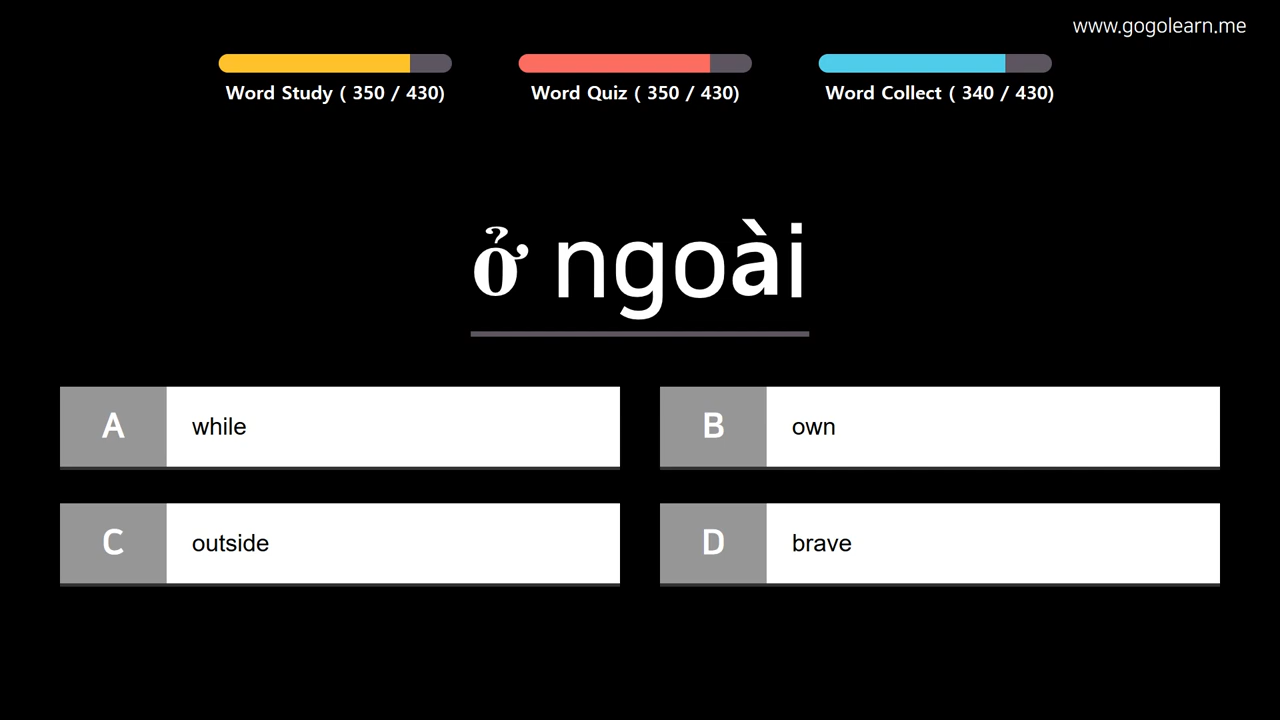 www.gogolearn.me
Word Study ( 350 / 430)
Word Quiz ( 350 / 430)
Word Collect ( 340 / 430)
ở ngoài
A while
B own
C outside
D brave